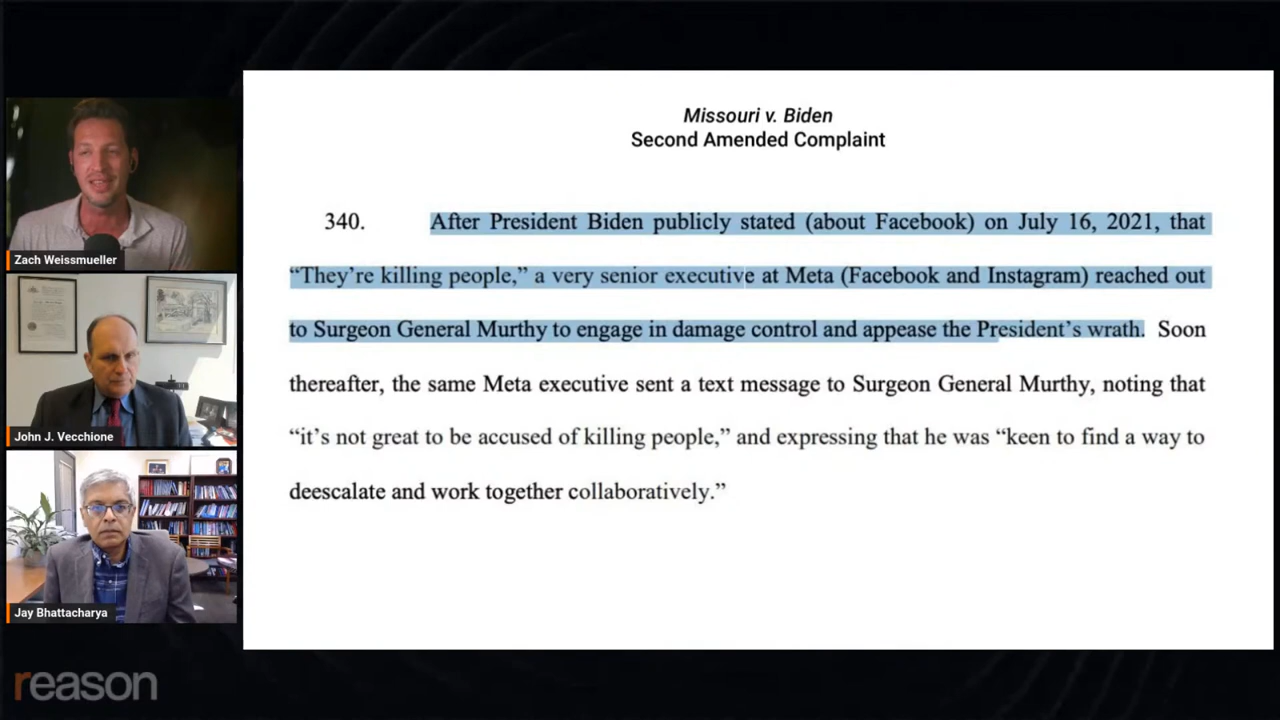 Missouri v. Biden
Second Amended Complaint
340. After President Biden publicly stated (about Facebook) on July 16, 2021, that
“They’re killing people,” a very senior executive at Meta (Facebook and Instagram) reached out
to Surgeon General Murthy to engage in damage control and appease the President’s wrath. Soon
thereafter, the same Meta executive sent a text message to Surgeon General Murthy, noting that
“it’s not great to be accused of killing people,” and expressing that he was “keen to find a way to
deescalate and work together collaboratively.”
Zach Weissmueller
John J. Vecchione
Jay Bhattacharya
reason